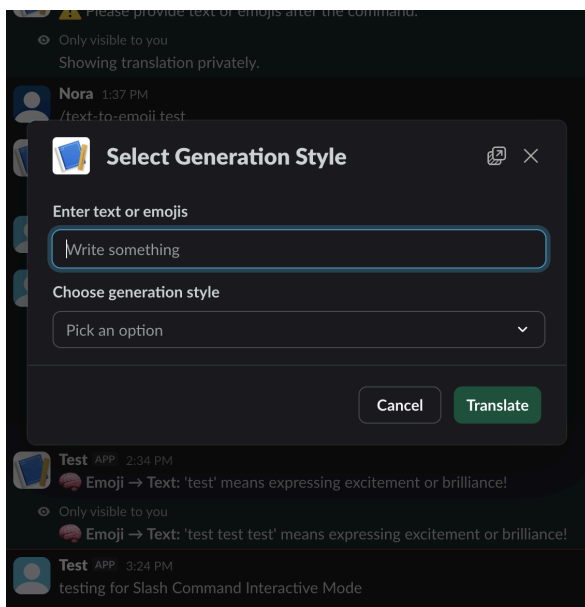 Please provide text or emojis after the command.
Only visible to you
Showing translation privately.
Nora 1:37 PM
/text-to-emoji test
Select Generation Style
Enter text or emojis
Write something
Choose generation style
Pick an option
Cancel
Translate
Test APP 2:34 PM
🧠 Emoji → Text: 'test' means expressing excitement or brilliance!
Only visible to you
🧠 Emoji → Text: 'test test test' means expressing excitement or brilliance!
Test APP 3:24 PM
testing for Slash Command Interactive Mode